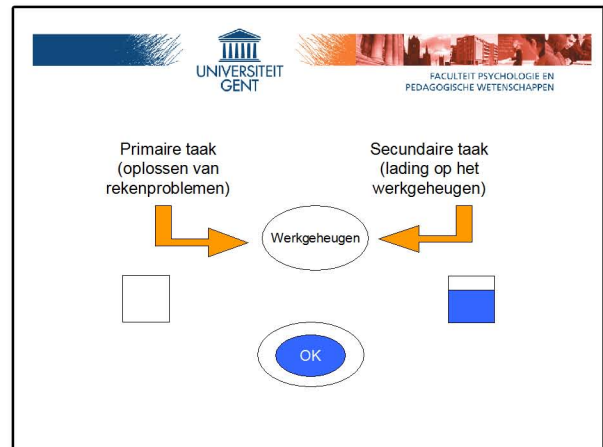 UNIVERSITEIT
GENT
FACULTEIT PSYCHOLOGIE EN
PEDAGOGISCHE WETENSCHAPPEN
Primaire taak
(oplossen van
rekenproblemen)
Secundaire taak
(lading op het
werkgeheugen)
Werkgeheugen
OK